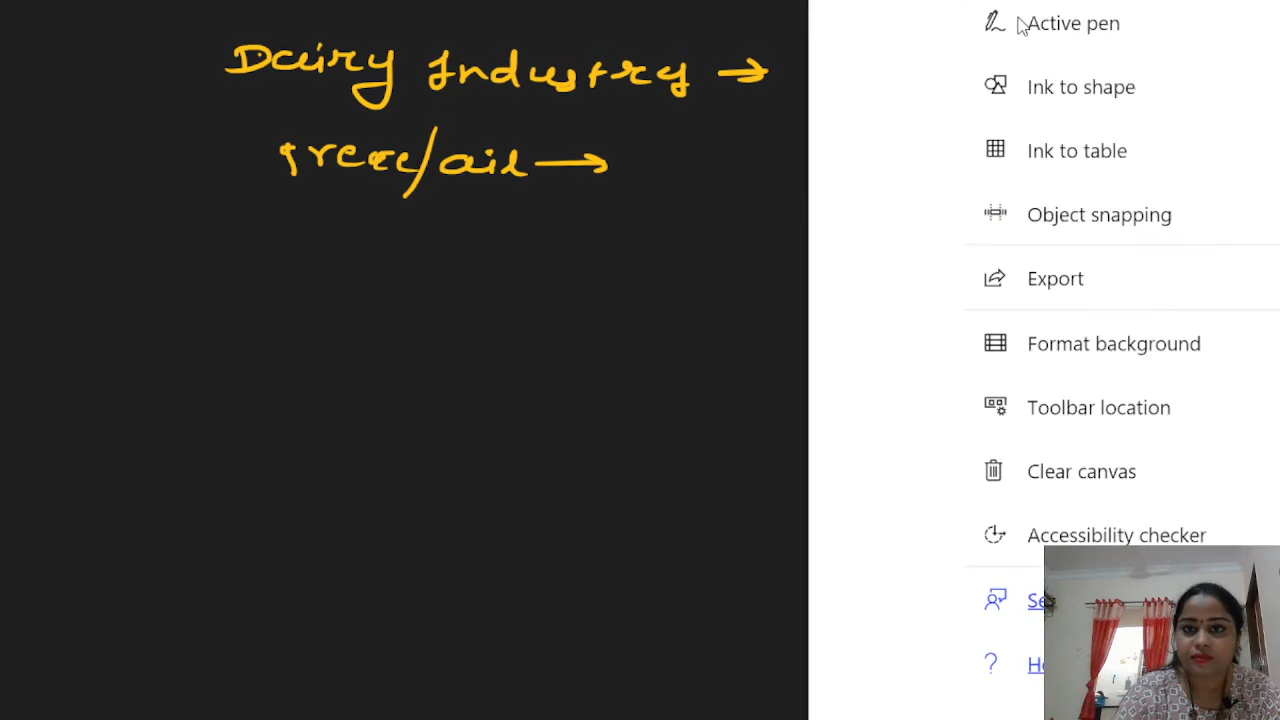 Dairy Industry →
/oil →
Active pen
Ink to shape
Ink to table
Object snapping
Export
Format background
Toolbar location
Clear canvas
Accessibility checker